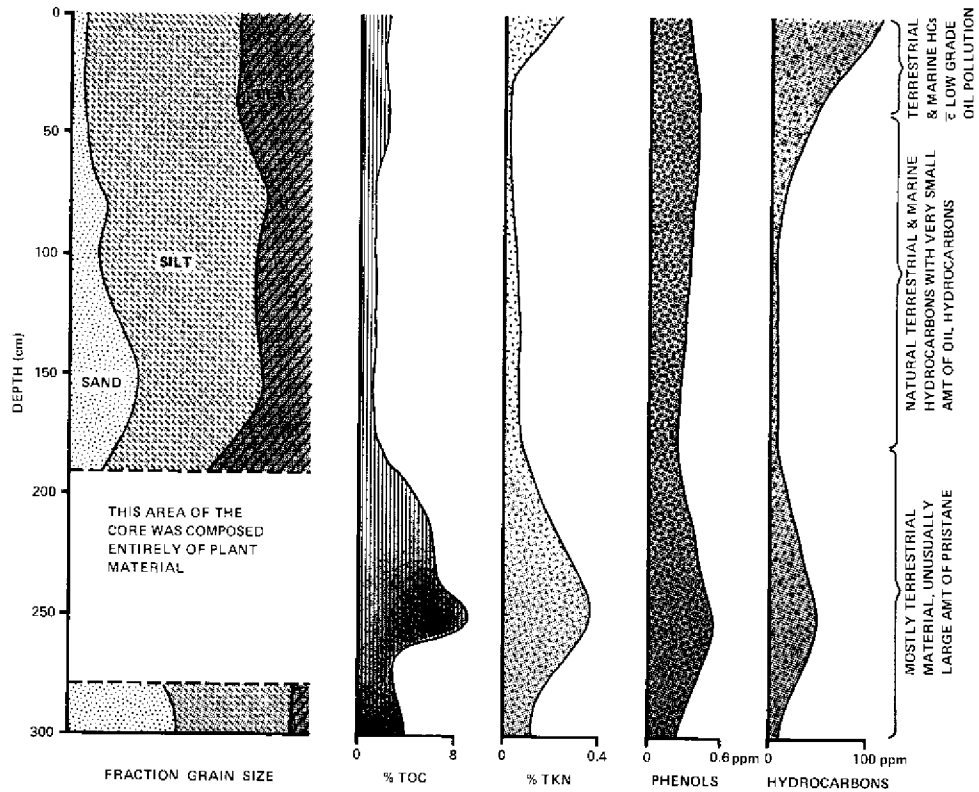 0
50
100
150
200
250
300
DEPTH (cm)
SAND
SILT
THIS AREA OF THE
CORE WAS COMPOSED
ENTIRELY OF PLANT
MATERIAL
FRACTION GRAIN SIZE
0 8
% TOC
0 0.4
% TKN
0 0.6 ppm
PHENOLS
0 100 ppm
HYDROCARBONS
TERRESTRIAL
& MARINE HCs
c̅ LOW GRADE
OIL POLLUTION
NATURAL TERRESTRIAL & MARINE
HYDROCARBONS WITH VERY SMALL
AMT OF OIL HYDROCARBONS
MOSTLY TERRESTRIAL
MATERIAL, UNUSUALLY
LARGE AMT OF PRISTANE